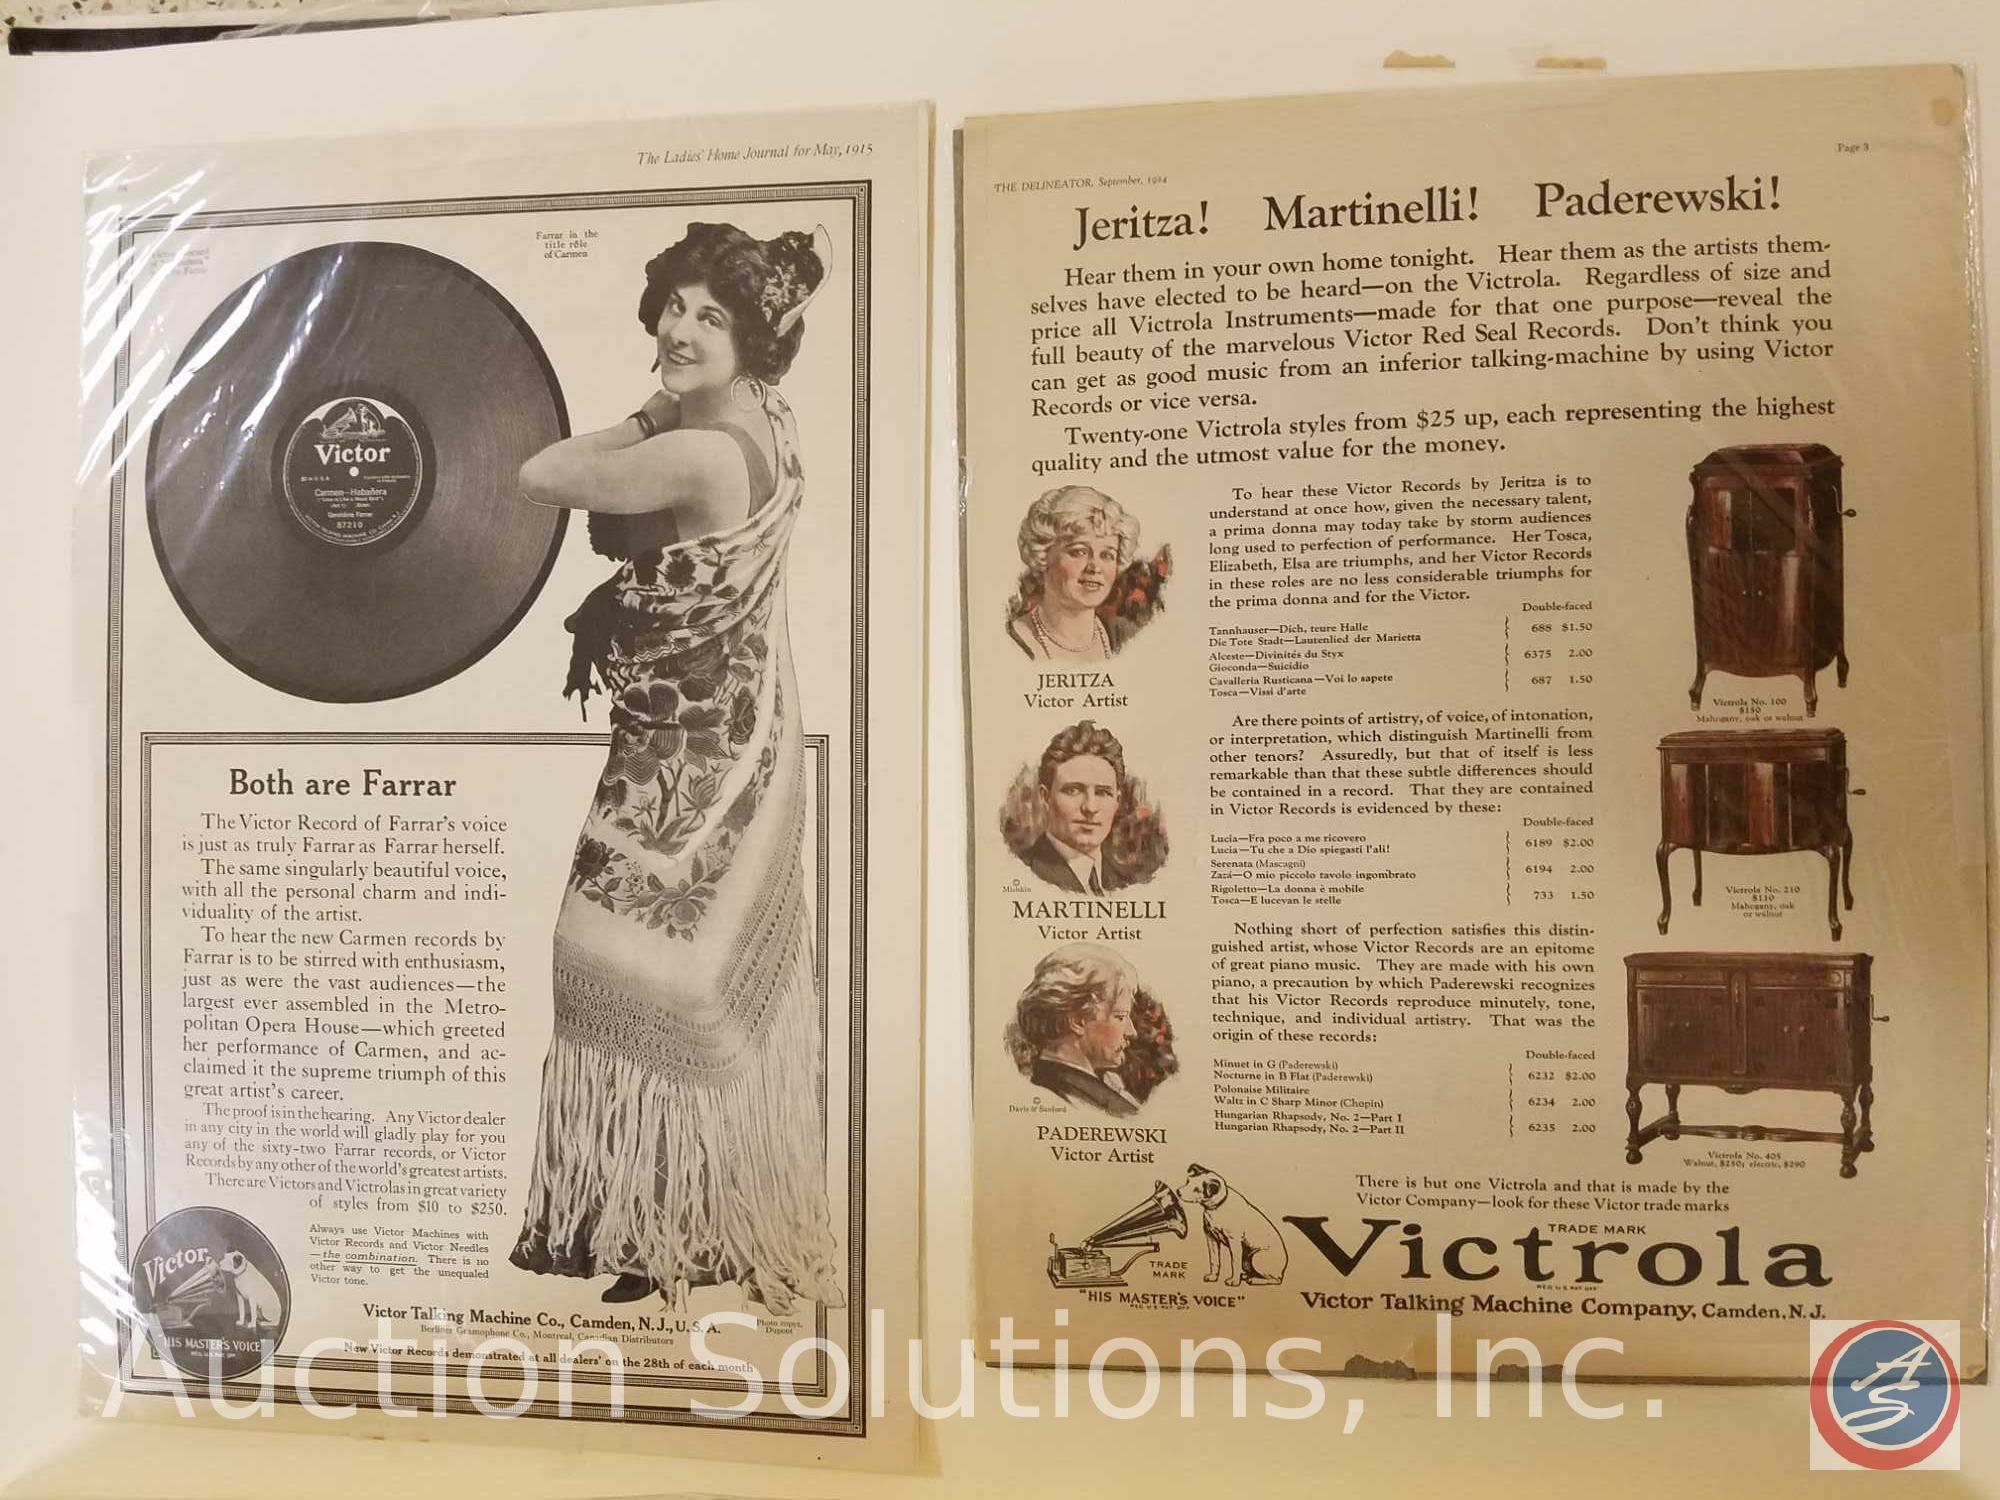 The Ladies' Home Journal for May, 1915
Farrar in the
title rôle
of Carmen
Victor
Carmen—Habañera
Geraldine Farrar
87210
Both are Farrar
The Victor Record of Farrar's voice
is just as truly Farrar as Farrar herself.
The same singularly beautiful voice,
with all the personal charm and indi-
viduality of the artist.
To hear the new Carmen records by
Farrar is to be stirred with enthusiasm,
just as were the vast audiences—the
largest ever assembled in the Metro-
politan Opera House—which greeted
her performance of Carmen, and ac-
claimed it the supreme triumph of this
great artist's career.
The proof is in the hearing. Any Victor dealer
in any city in the world will gladly play for you
any of the sixty-two Farrar records, or Victor
Records by any other of the world's greatest artists.
There are Victors and Victrolas in great variety
of styles from $10 to $250.
Always use Victor Machines with
Victor Records and Victor Needles
—the combination. There is no
other way to get the unequaled
Victor tone.
Victor
"HIS MASTER'S VOICE"
REG. U.S. PAT. OFF.
Victor Talking Machine Co., Camden, N. J., U. S. A.
Berliner Gramophone Co., Montreal, Canadian Distributors
Photo copyt.
Dupont
New Victor Records demonstrated at all dealers' on the 28th of each month
THE DELINEATOR, September, 1924
Page 3
Jeritza! Martinelli! Paderewski!
Hear them in your own home tonight. Hear them as the artists them-
selves have elected to be heard—on the Victrola. Regardless of size and
price all Victrola Instruments—made for that one purpose—reveal the
full beauty of the marvelous Victor Red Seal Records. Don't think you
can get as good music from an inferior talking-machine by using Victor
Records or vice versa.
Twenty-one Victrola styles from $25 up, each representing the highest
quality and the utmost value for the money.
To hear these Victor Records by Jeritza is to
understand at once how, given the necessary talent,
a prima donna may today take by storm audiences
long used to perfection of performance. Her Tosca,
Elizabeth, Elsa are triumphs, and her Victor Records
in these roles are no less considerable triumphs for
the prima donna and for the Victor.
Double-faced
Tannhauser—Dich, teure Halle
Die Tote Stadt—Lautenlied der Marietta
688 $1.50
Alceste—Divinités du Styx
Gioconda—Suicidio
6375 2.00
Cavalleria Rusticana—Voi lo sapete
Tosca—Vissi d'arte
687 1.50
JERITZA
Victor Artist
Victrola No. 100
$150
Mahogany, oak or walnut
Are there points of artistry, of voice, of intonation,
or interpretation, which distinguish Martinelli from
other tenors? Assuredly, but that of itself is less
remarkable than that these subtle differences should
be contained in a record. That they are contained
in Victor Records is evidenced by these:
Double-faced
Lucia—Fra poco a me ricovero
Lucia—Tu che a Dio spiegasti l'ali!
6189 $2.00
Serenata (Mascagni)
Zazá—O mio piccolo tavolo ingombrato
6194 2.00
Rigoletto—La donna è mobile
Tosca—E lucevan le stelle
733 1.50
© Mishkin
MARTINELLI
Victor Artist
Victrola No. 210
$110
Mahogany, oak
or walnut
Nothing short of perfection satisfies this distin-
guished artist, whose Victor Records are an epitome
of great piano music. They are made with his own
piano, a precaution by which Paderewski recognizes
that his Victor Records reproduce minutely, tone,
technique, and individual artistry. That was the
origin of these records:
Double-faced
Minuet in G (Paderewski)
Nocturne in B Flat (Paderewski)
6232 $2.00
Polonaise Militaire
Waltz in C Sharp Minor (Chopin)
6234 2.00
Hungarian Rhapsody, No. 2—Part I
Hungarian Rhapsody, No. 2—Part II
6235 2.00
© Davis & Sanford
PADEREWSKI
Victor Artist
Victrola No. 405
Walnut, $250; electric, $290
There is but one Victrola and that is made by the
Victor Company—look for these Victor trade marks
TRADE
MARK
"HIS MASTER'S VOICE"
REG. U.S. PAT. OFF.
TRADE MARK
Victrola
REG. U.S. PAT. OFF.
Victor Talking Machine Company, Camden, N. J.
Auction Solutions, Inc.
AS